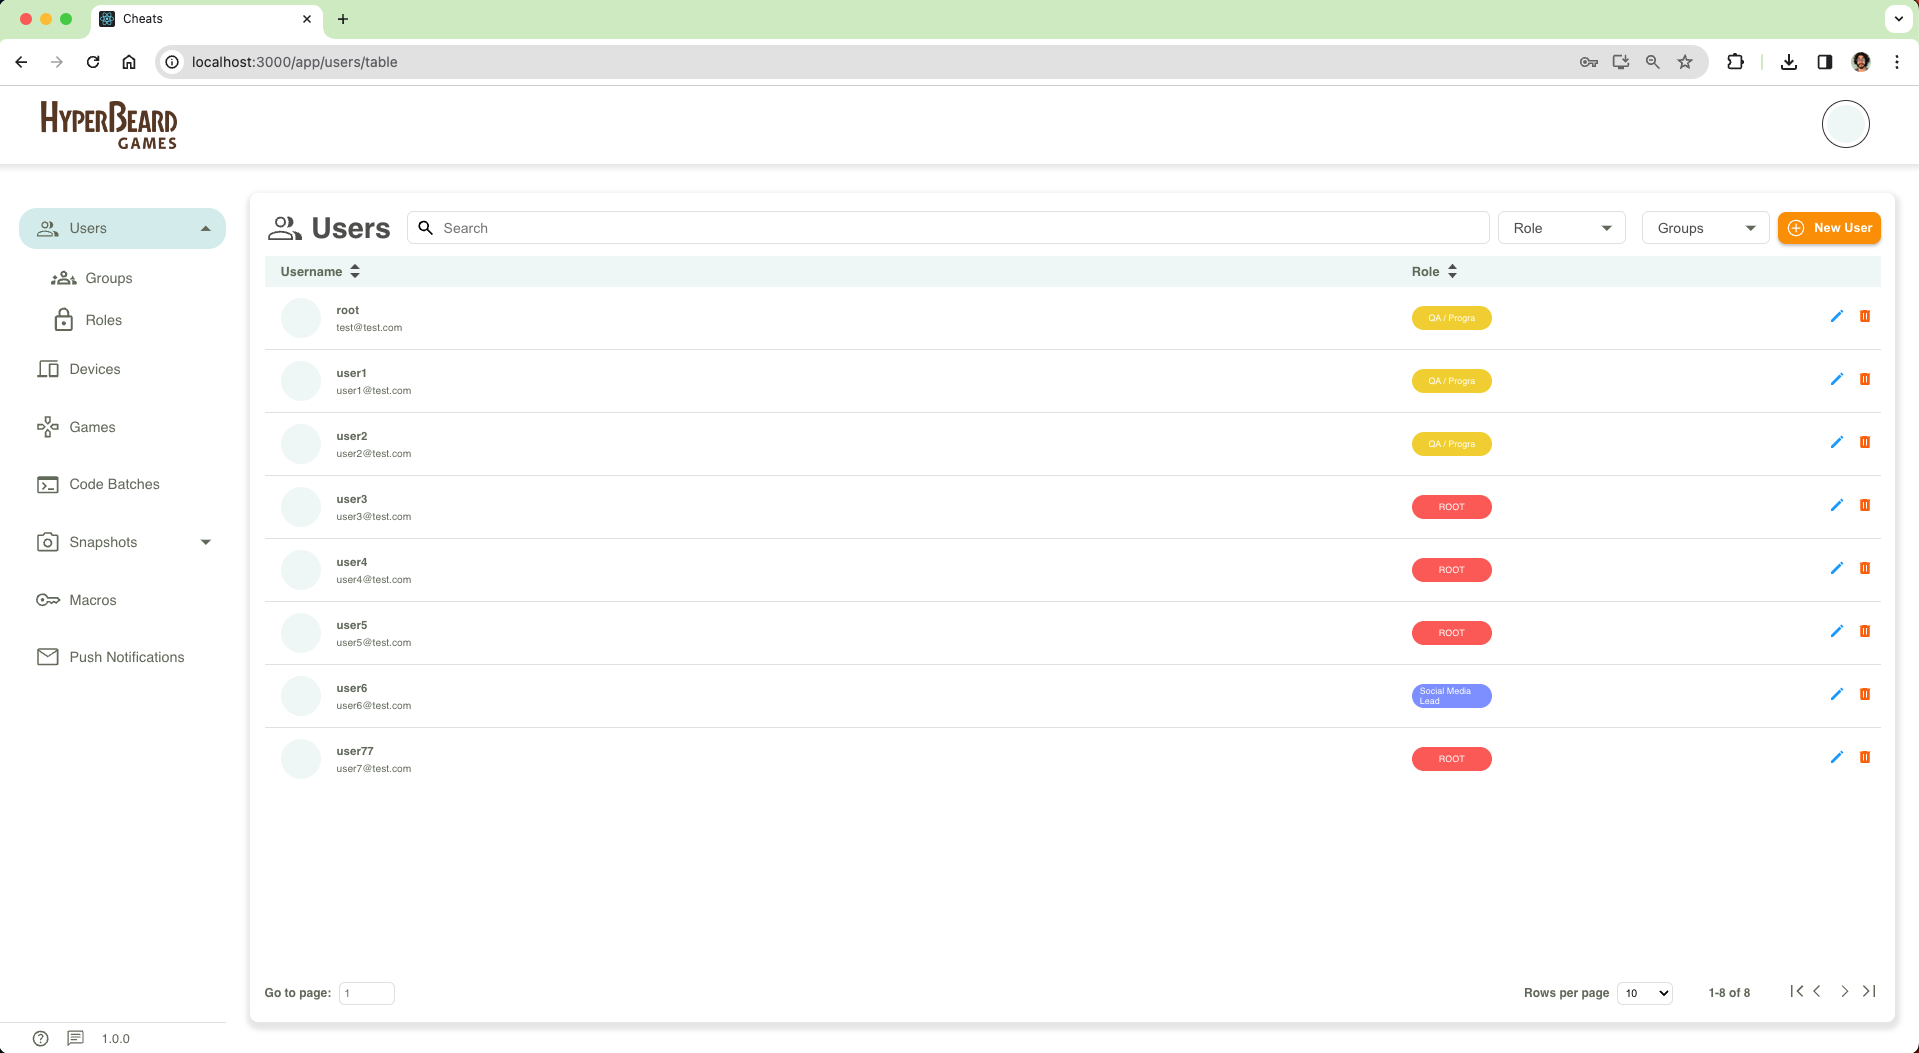 Cheats
localhost:3000/app/users/table
HYPERBEARD
GAMES
Users
Groups
Roles
Devices
Games
Code Batches
Snapshots
Macros
Push Notifications
1.0.0
Users
Search
Role
Groups
New User
Username
Role
root
test@test.com
QA / Progra
user1
user1@test.com
QA / Progra
user2
user2@test.com
QA / Progra
user3
user3@test.com
ROOT
user4
user4@test.com
ROOT
user5
user5@test.com
ROOT
user6
user6@test.com
Social Media
Lead
user77
user7@test.com
ROOT
Go to page: 1
Rows per page 10
1-8 of 8